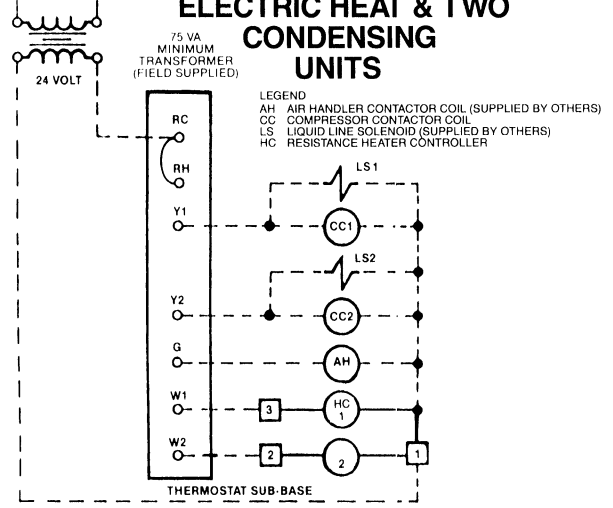 ELECTRIC HEAT & TWO
CONDENSING
UNITS
75 VA
MINIMUM
TRANSFORMER
(FIELD SUPPLIED)
24 VOLT
LEGEND
AH AIR HANDLER CONTACTOR COIL (SUPPLIED BY OTHERS)
CC COMPRESSOR CONTACTOR COIL
LS LIQUID LINE SOLENOID (SUPPLIED BY OTHERS)
HC RESISTANCE HEATER CONTROLLER
RC
RH
LS1
Y1
CC1
LS2
Y2
CC2
G
AH
W1
3
HC
1
W2
2
2
1
THERMOSTAT SUB-BASE